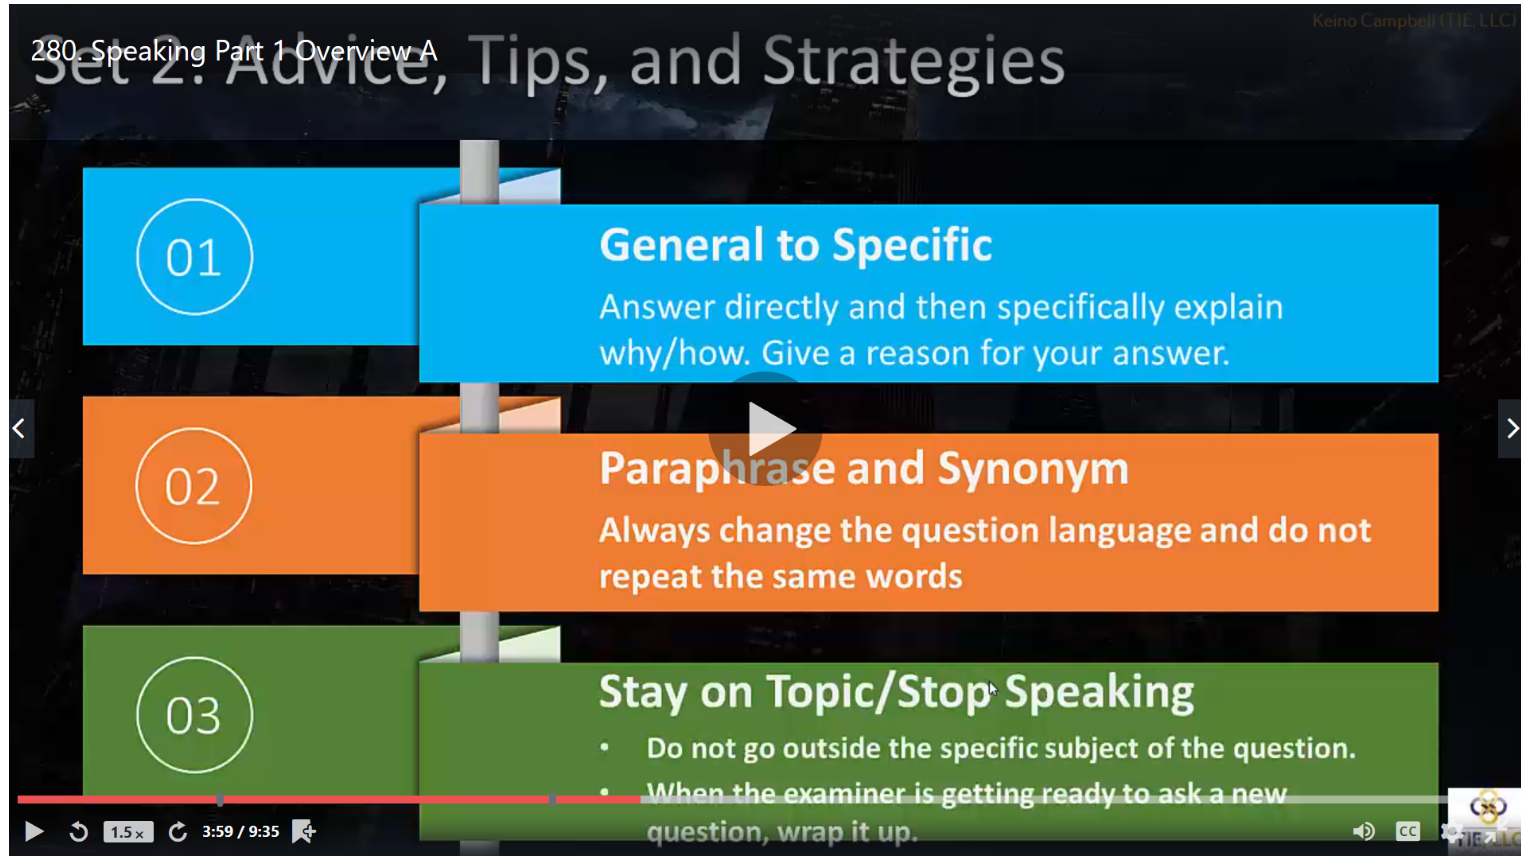 Keino Campbell (TIE, LLC)
280. Speaking Part 1 Overview A
Set 2: Advice, Tips, and Strategies
01
General to Specific
Answer directly and then specifically explain
why/how. Give a reason for your answer.
02
Paraphrase and Synonym
Always change the question language and do not
repeat the same words
03
Stay on Topic/Stop Speaking
• Do not go outside the specific subject of the question.
• When the examiner is getting ready to ask a new
question, wrap it up.
1.5x
3:59 / 9:35
CC
TIE, LLC